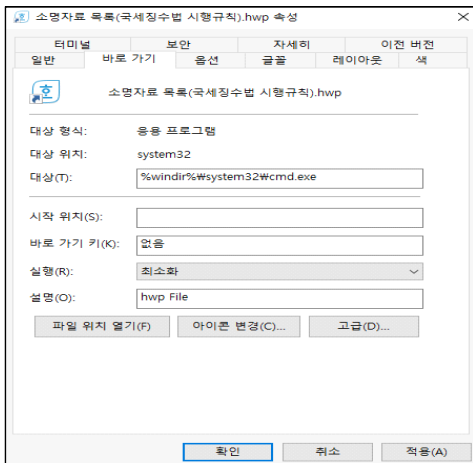 소명자료 목록(국세징수법 시행규칙).hwp 속성
터미널 보안 자세히 이전 버전
일반 바로 가기 옵션 글꼴 레이아웃 색
호
소명자료 목록(국세징수법 시행규칙).hwp
대상 형식: 응용 프로그램
대상 위치: system32
대상(T): %windir%₩system32₩cmd.exe
시작 위치(S):
바로 가기 키(K): 없음
실행(R): 최소화
설명(O): hwp File
파일 위치 열기(F) 아이콘 변경(C)... 고급(D)...
확인 취소 적용(A)